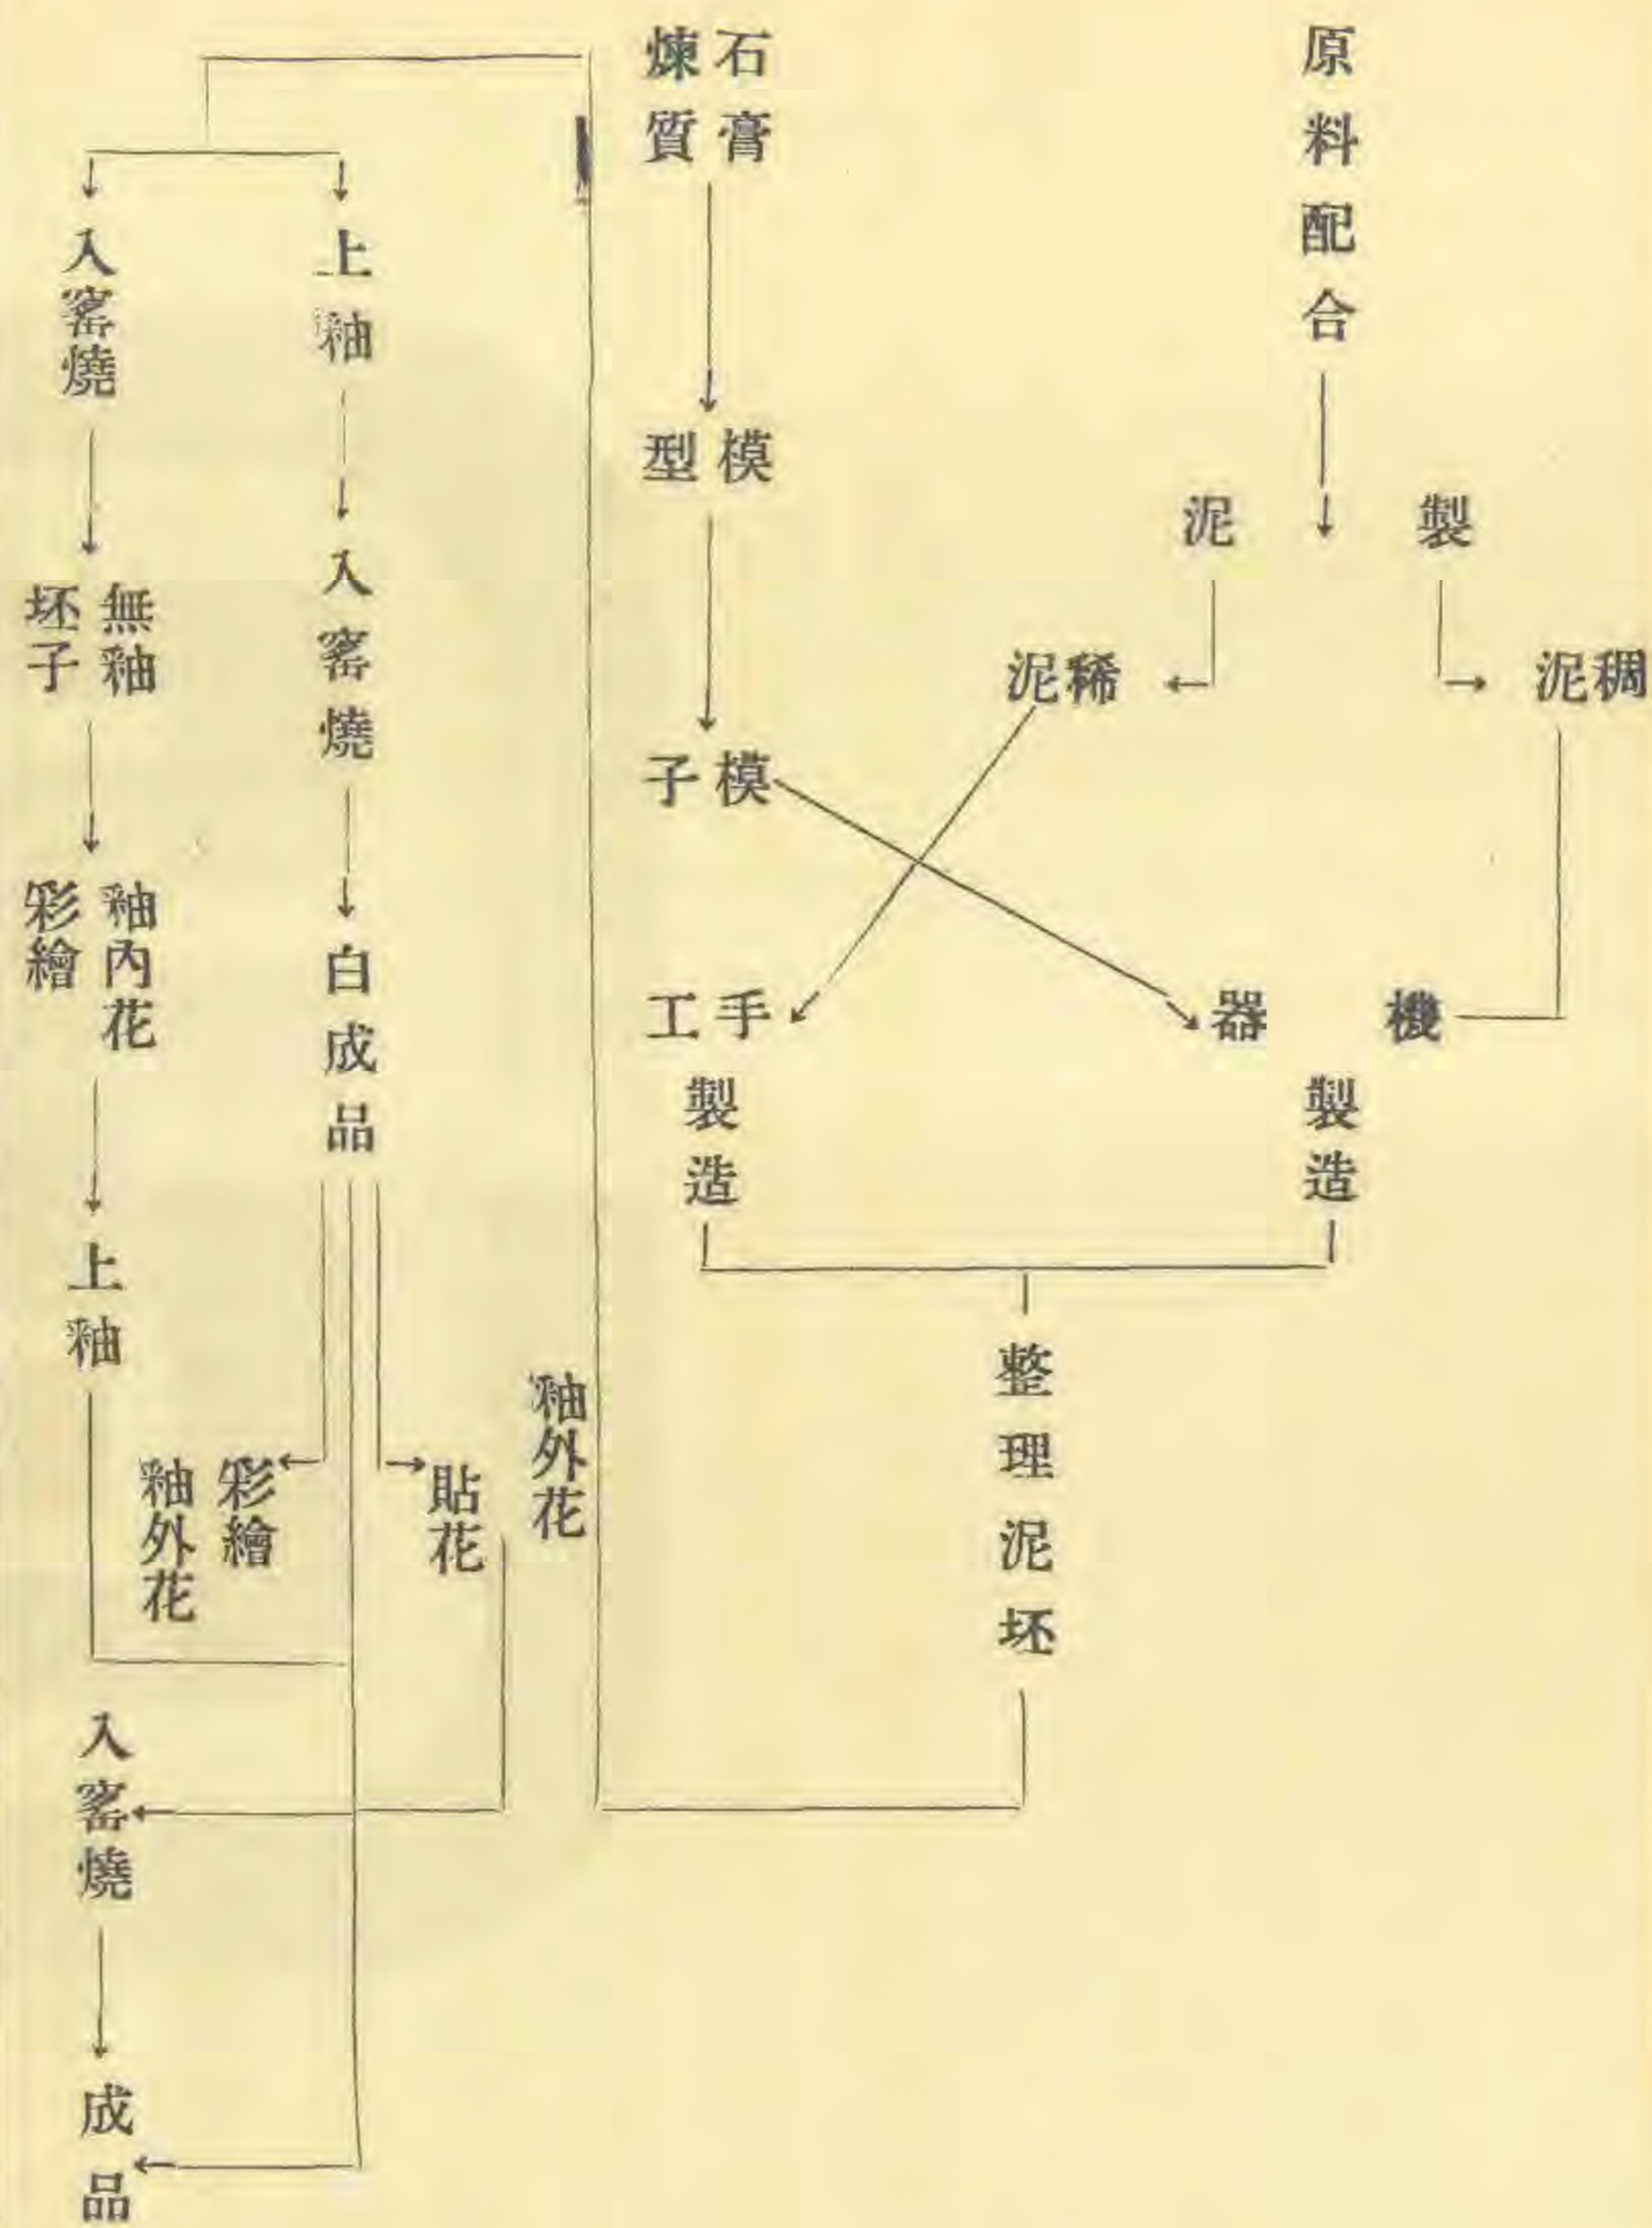 原料配合
製泥
稠泥
稀泥
機器
製造
石膏
煉質
模型
模子
手工
製造
整理泥坯
上釉
入窰燒
白成品
貼花
釉外花
彩繪
釉外花
入窰燒
無釉
坯子
釉內花
彩繪
上釉
入窰燒
成品